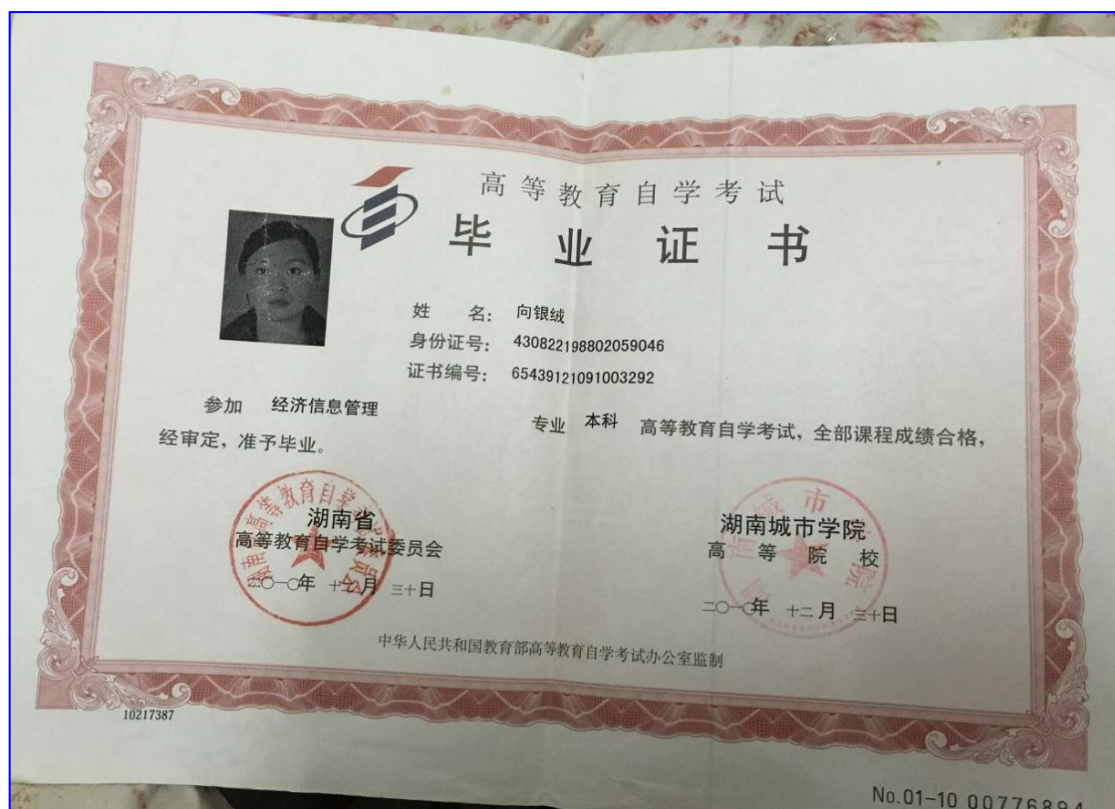 高等教育自学考试
毕业证书
姓 名: 向银绒
身份证号: 430822198802059046
证书编号: 65439121091003292
参加 经济信息管理 专业 本科 高等教育自学考试，全部课程成绩合格，
经审定，准予毕业。
湖南省
高等教育自学考试委员会
二〇一〇年 十二月 三十日
湖南城市学院
高等院校
二〇一〇年 十二月 三十日
中华人民共和国教育部高等教育自学考试办公室监制
10217387
No.01-10 00776894